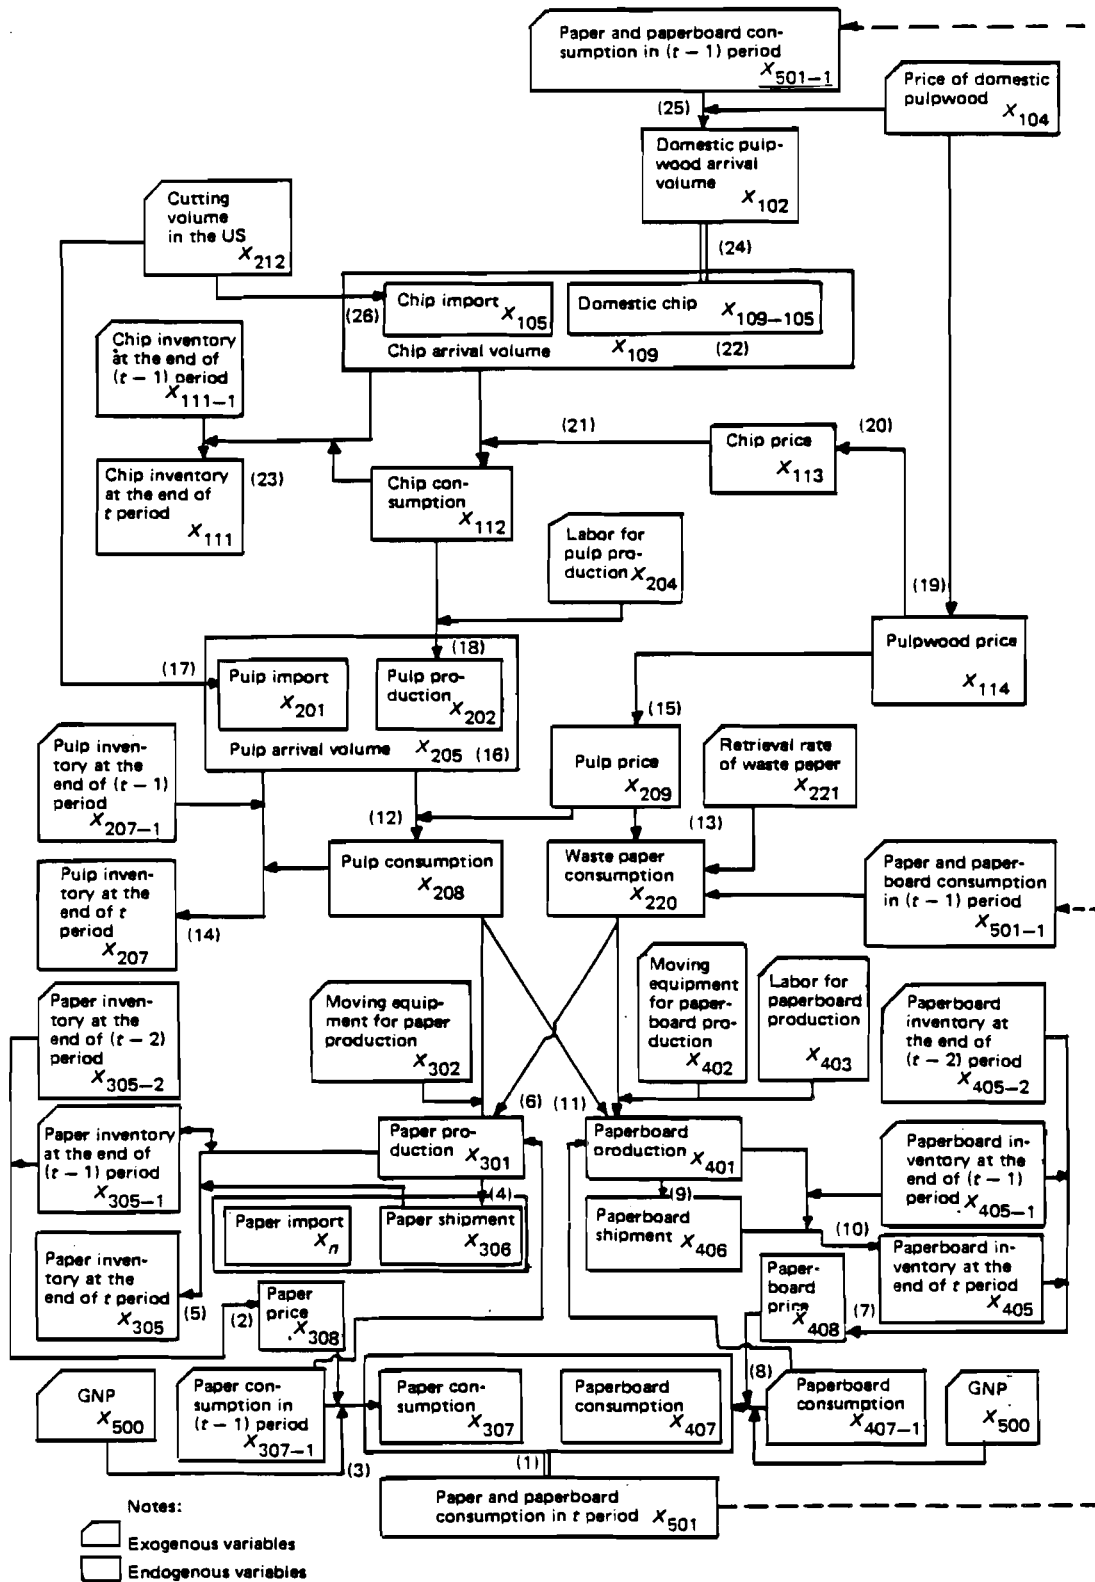 Paper and paperboard con-
sumption in (t − 1) period
X501−1
Price of domestic
pulpwood
X104
(25)
Domestic pulp-
wood arrival
volume
X102
Cutting
volume
in the US
X212
(24)
Chip import
X105
Domestic chip
X109−105
(26)
Chip arrival volume
X109
(22)
Chip inventory
at the end of
(t − 1) period
X111−1
(21)
Chip price
X113
(20)
Chip inventory
at the end of
t period
X111
(23)
Chip con-
sumption
X112
Labor for
pulp pro-
duction X204
(19)
Pulpwood price
X114
(18)
(17)
Pulp import
X201
Pulp pro-
duction
X202
Pulp arrival volume
X205
(16)
(15)
Pulp price
X209
Retrieval rate
of waste paper
X221
Pulp inven-
tory at the
end of (t − 1)
period
X207−1
(12)
(13)
Pulp consumption
X208
Waste paper
consumption
X220
Paper and paper-
board consumption
in (t − 1) period
X501−1
Pulp inven-
tory at the
end of t
period
X207
(14)
Paper inven-
tory at the
end of (t − 2)
period
X305−2
Moving equip-
ment for paper
production
X302
Moving
equipment
for paper-
board pro-
duction
X402
Labor for
paperboard
production
X403
Paperboard
inventory at
the end of
(t − 2) period
X405−2
(6)
(11)
Paper inventory
at the end of
(t − 1) period
X305−1
Paper pro-
duction
X301
Paperboard
production
X401
Paperboard in-
ventory at the
end of (t − 1)
period
X405−1
(4)
(9)
Paper import
Xn
Paper shipment
X306
Paperboard
shipment
X406
(10)
Paper inven-
tory at the
end of t period
X305
(5)
(2)
Paper
price
X308
Paper-
board
price
X408
(7)
Paperboard in-
ventory at the
end of t period
X405
GNP
X500
Paper con-
sumption in
(t − 1) period
X307−1
(3)
Paper con-
sumption
X307
Paperboard
consumption
X407
(8)
Paperboard
consumption
X407−1
GNP
X500
(1)
Paper and paperboard
consumption in t period
X501
Notes:
Exogenous variables
Endogenous variables